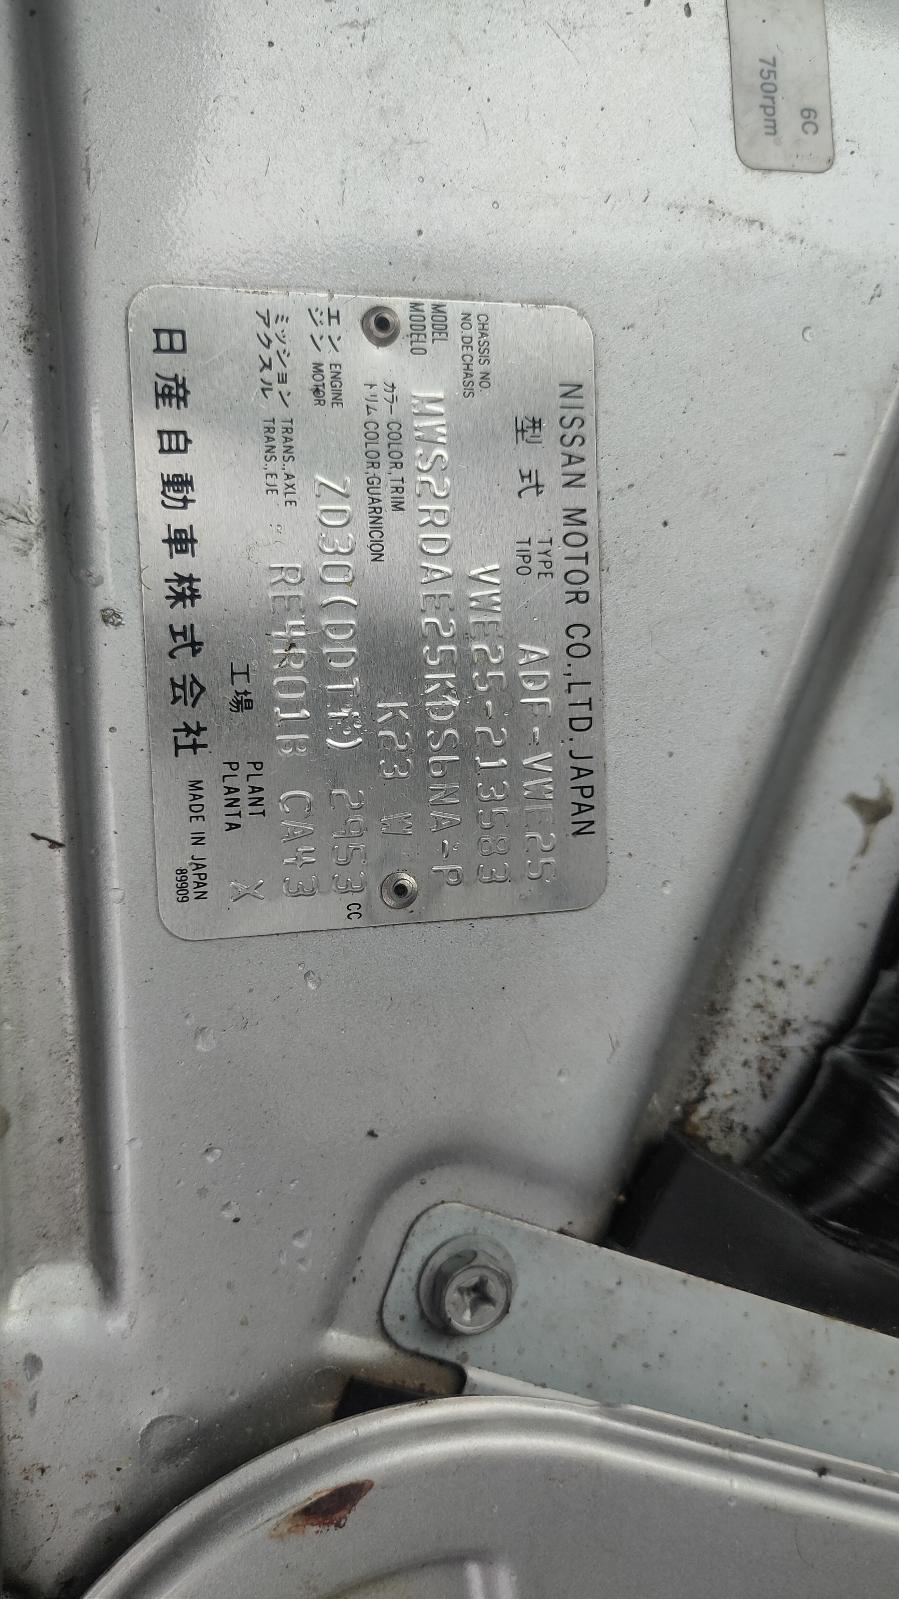 NISSAN MOTOR CO.,LTD. JAPAN
型式 TYPE TIPO ADF-VWE25
CHASSIS NO. NO.DE CHASIS VWE25-213583
MODEL MODELO MWS2RDAE25KDS6NA-P
カラー COLOR,TRIM
トリム COLOR,GUARNICION K23 W
エンジン ENGINE MOTOR ZD30(DDTi) 2953 CC
ミッション TRANS.,AXLE
アクスル TRANS.,EJE RE4R01B CA43
工場 PLANT PLANTA X
日産自動車株式会社 MADE IN JAPAN
89909
6C
750rpm